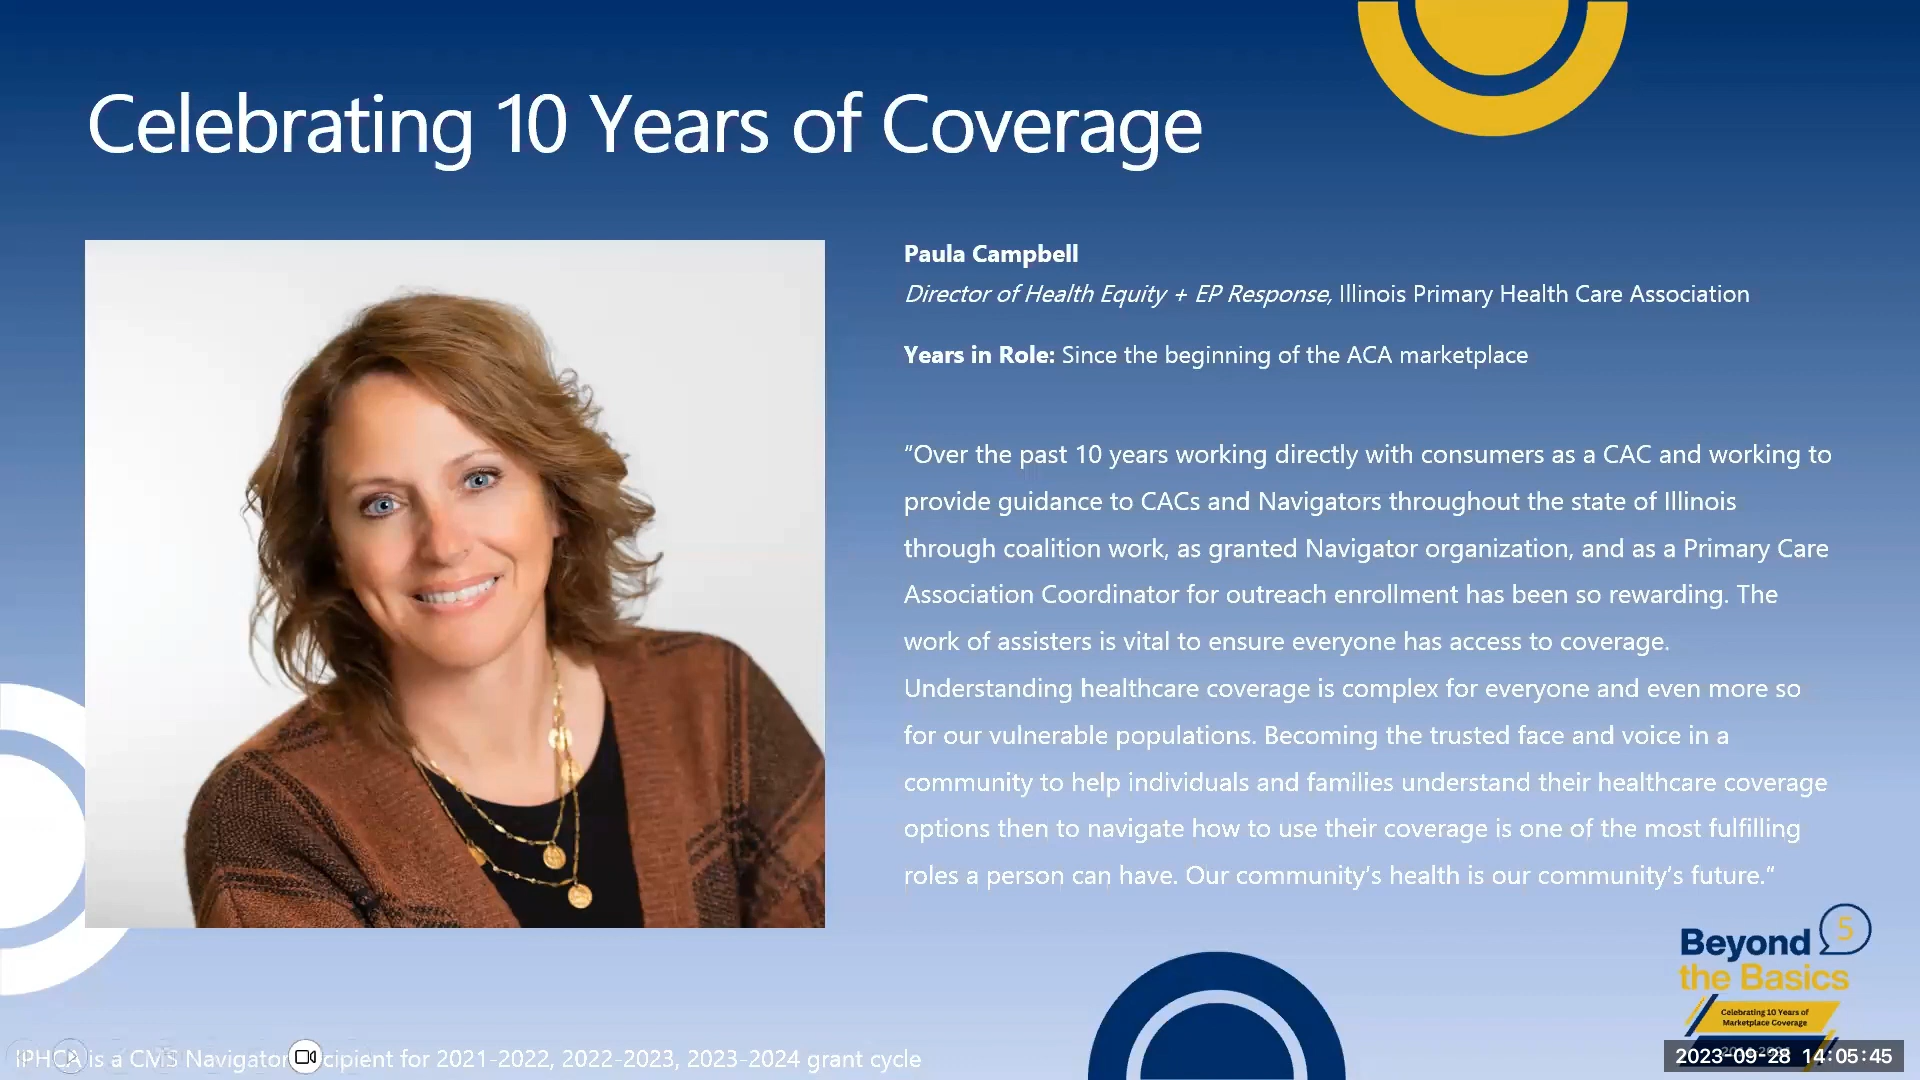 Celebrating 10 Years of Coverage
Paula Campbell
Director of Health Equity + EP Response, Illinois Primary Health Care Association
Years in Role: Since the beginning of the ACA marketplace
“Over the past 10 years working directly with consumers as a CAC and working to
provide guidance to CACs and Navigators throughout the state of Illinois
through coalition work, as granted Navigator organization, and as a Primary Care
Association Coordinator for outreach enrollment has been so rewarding. The
work of assisters is vital to ensure everyone has access to coverage.
Understanding healthcare coverage is complex for everyone and even more so
for our vulnerable populations. Becoming the trusted face and voice in a
community to help individuals and families understand their healthcare coverage
options then to navigate how to use their coverage is one of the most fulfilling
roles a person can have. Our community’s health is our community’s future.”
5
Beyond
the Basics
Celebrating 10 Years of
Marketplace Coverage
2023-09-28 14:05:45
IPHCA is a CMS Navigator cipient for 2021-2022, 2022-2023, 2023-2024 grant cycle